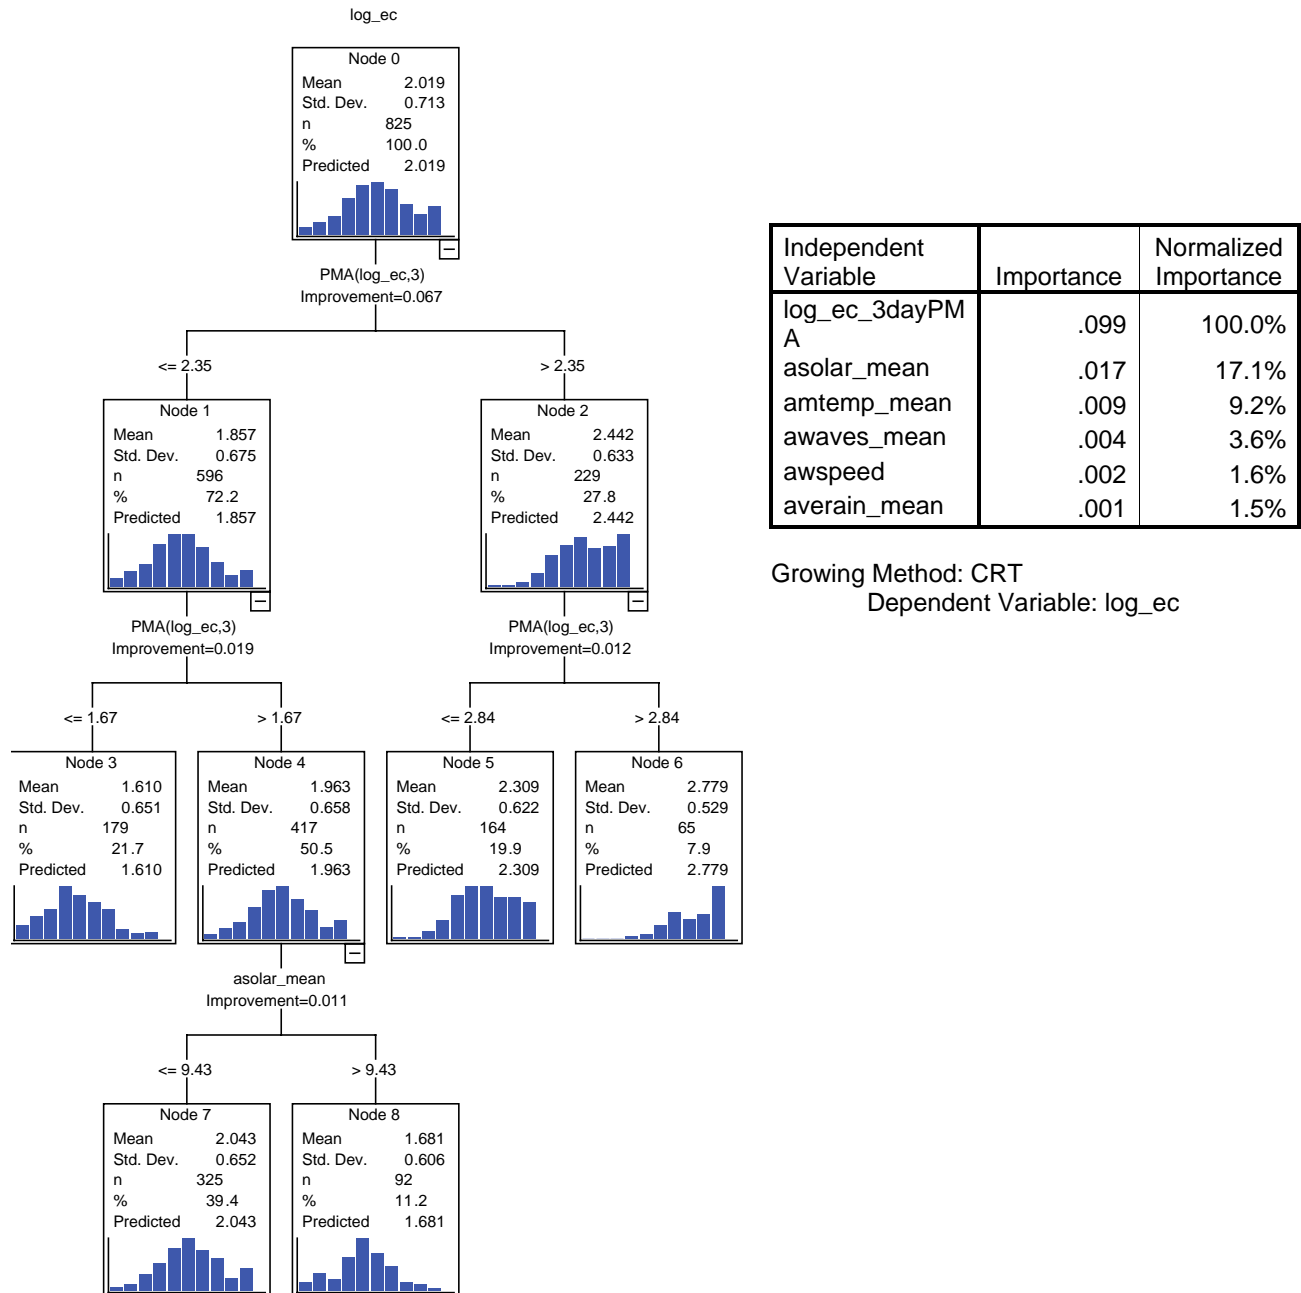 log_ec
Node 0
Mean 2.019
Std. Dev. 0.713
n 825
% 100.0
Predicted 2.019
PMA(log_ec,3)
Improvement=0.067
<= 2.35
> 2.35
Node 1
Mean 1.857
Std. Dev. 0.675
n 596
% 72.2
Predicted 1.857
Node 2
Mean 2.442
Std. Dev. 0.633
n 229
% 27.8
Predicted 2.442
PMA(log_ec,3)
Improvement=0.019
PMA(log_ec,3)
Improvement=0.012
<= 1.67
> 1.67
<= 2.84
> 2.84
Node 3
Mean 1.610
Std. Dev. 0.651
n 179
% 21.7
Predicted 1.610
Node 4
Mean 1.963
Std. Dev. 0.658
n 417
% 50.5
Predicted 1.963
Node 5
Mean 2.309
Std. Dev. 0.622
n 164
% 19.9
Predicted 2.309
Node 6
Mean 2.779
Std. Dev. 0.529
n 65
% 7.9
Predicted 2.779
asolar_mean
Improvement=0.011
<= 9.43
> 9.43
Node 7
Mean 2.043
Std. Dev. 0.652
n 325
% 39.4
Predicted 2.043
Node 8
Mean 1.681
Std. Dev. 0.606
n 92
% 11.2
Predicted 1.681
Independent
Variable
Importance
Normalized
Importance
log_ec_3dayPM
A
.099 100.0%
asolar_mean .017 17.1%
amtemp_mean .009 9.2%
awaves_mean .004 3.6%
awspeed .002 1.6%
averain_mean .001 1.5%
Growing Method: CRT
Dependent Variable: log_ec